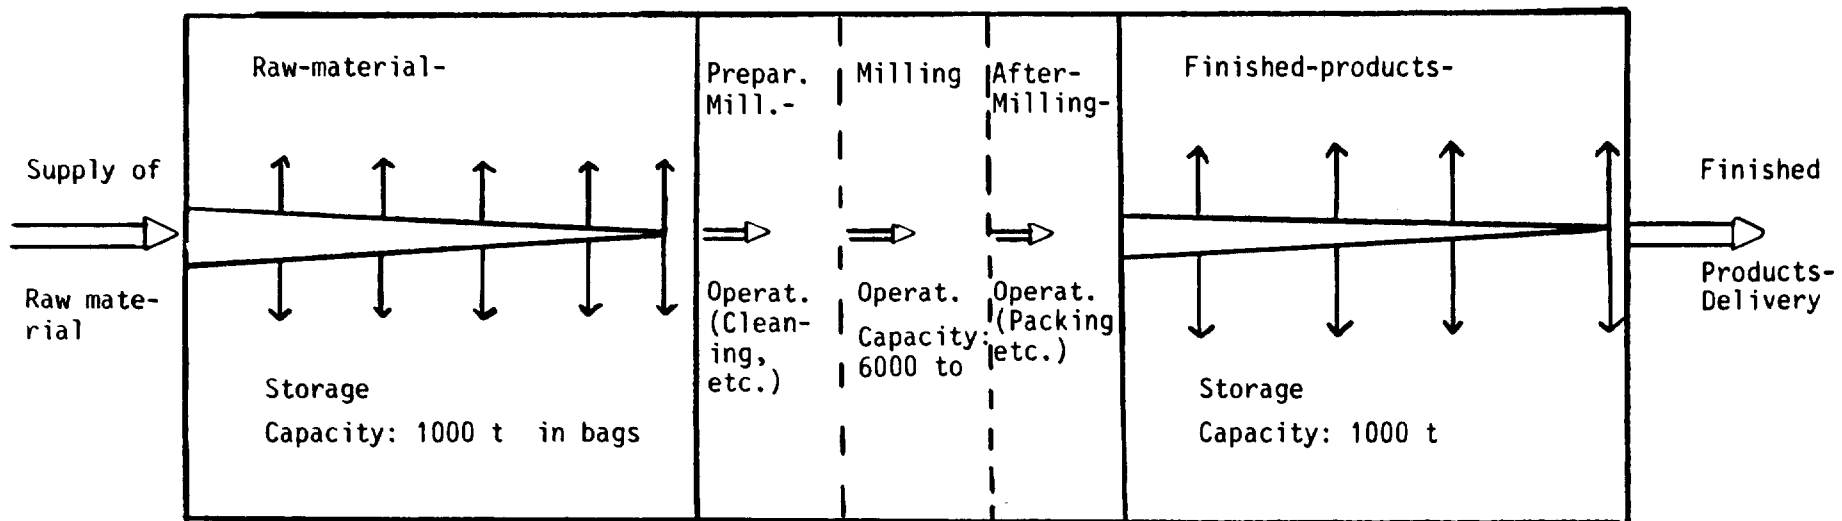 Supply of
Raw mate-
rial
Raw-material-
Storage
Capacity: 1000 t in bags
Prepar.
Mill.-
Operat.
(Clean-
ing,
etc.)
Milling
Operat.
Capacity:
6000 to
After-
Milling-
Operat.
(Packing
etc.)
Finished-products-
Storage
Capacity: 1000 t
Finished
Products-
Delivery